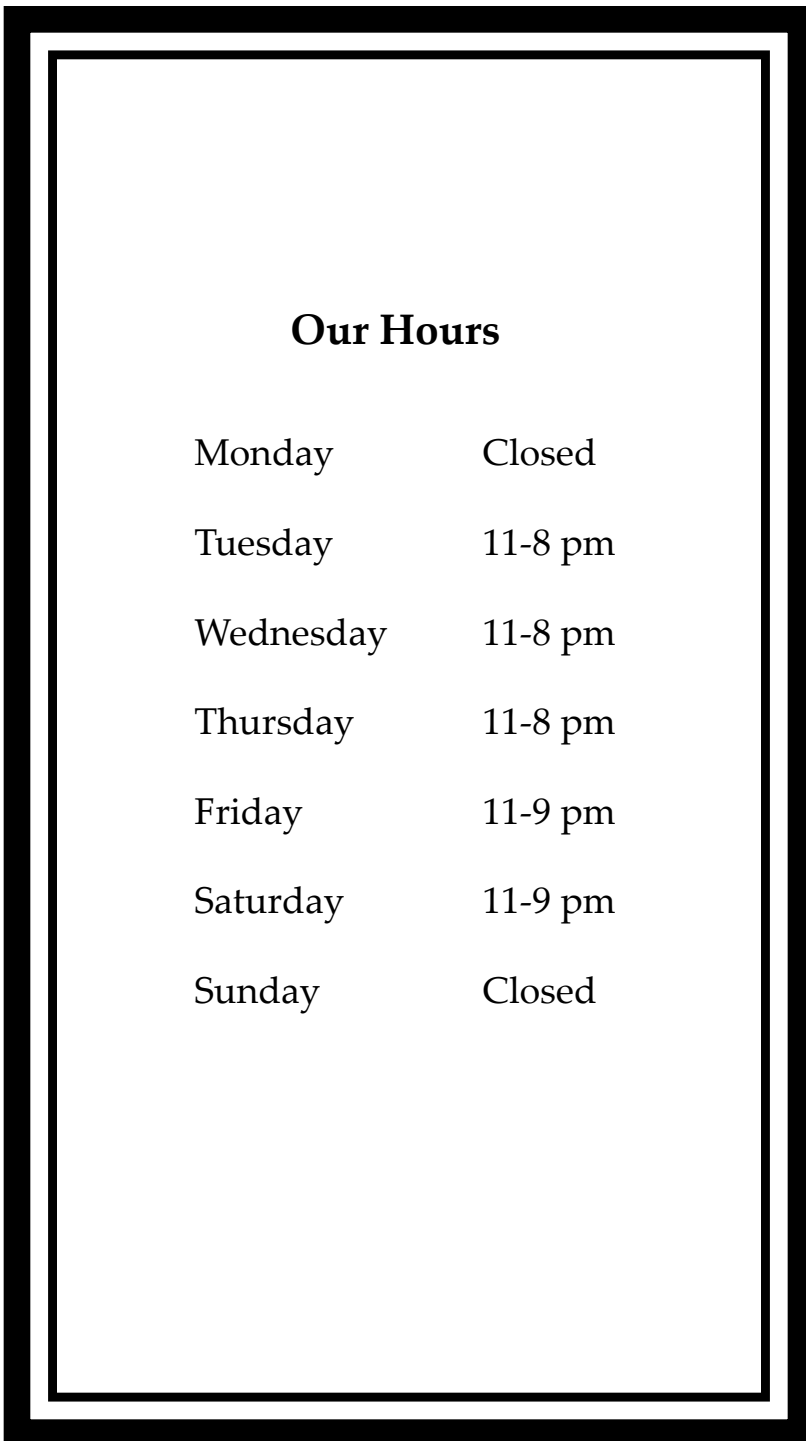 Our Hours
Monday Closed
Tuesday 11-8 pm
Wednesday 11-8 pm
Thursday 11-8 pm
Friday 11-9 pm
Saturday 11-9 pm
Sunday Closed